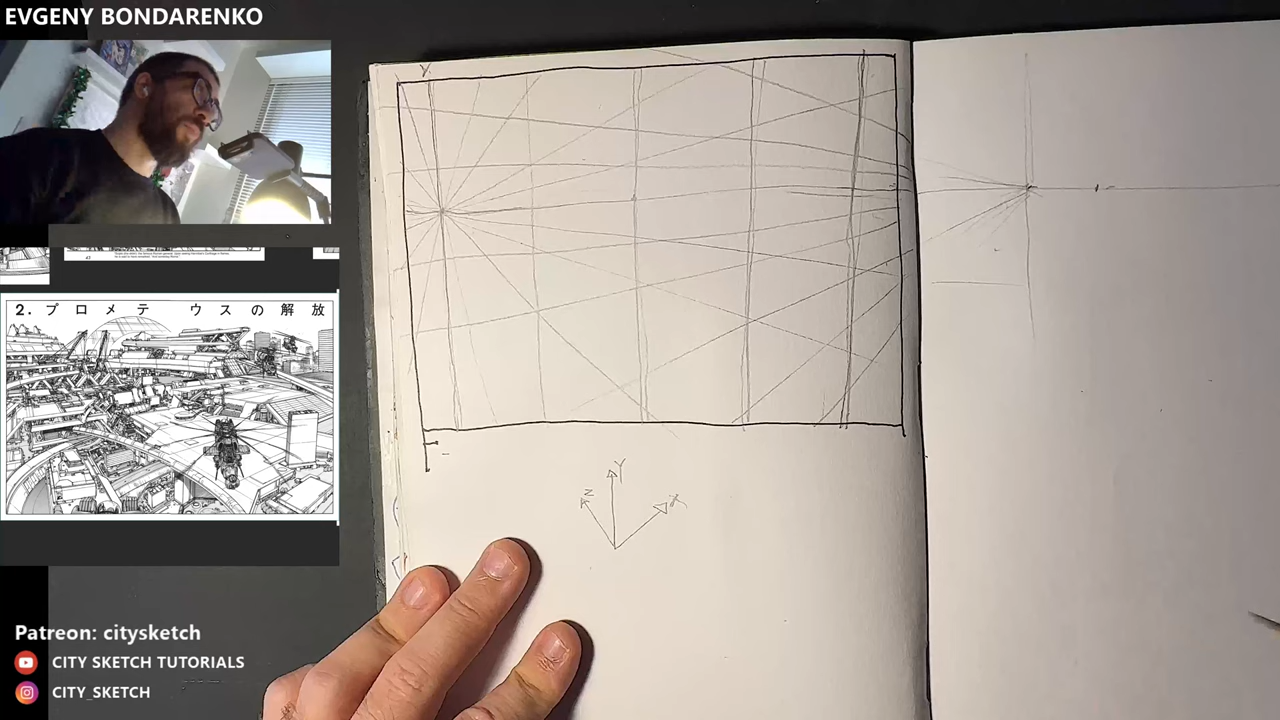 EVGENY BONDARENKO
2. プロメテウスの解放
Y
Z
X
Patreon: citysketch
CITY SKETCH TUTORIALS
CITY_SKETCH